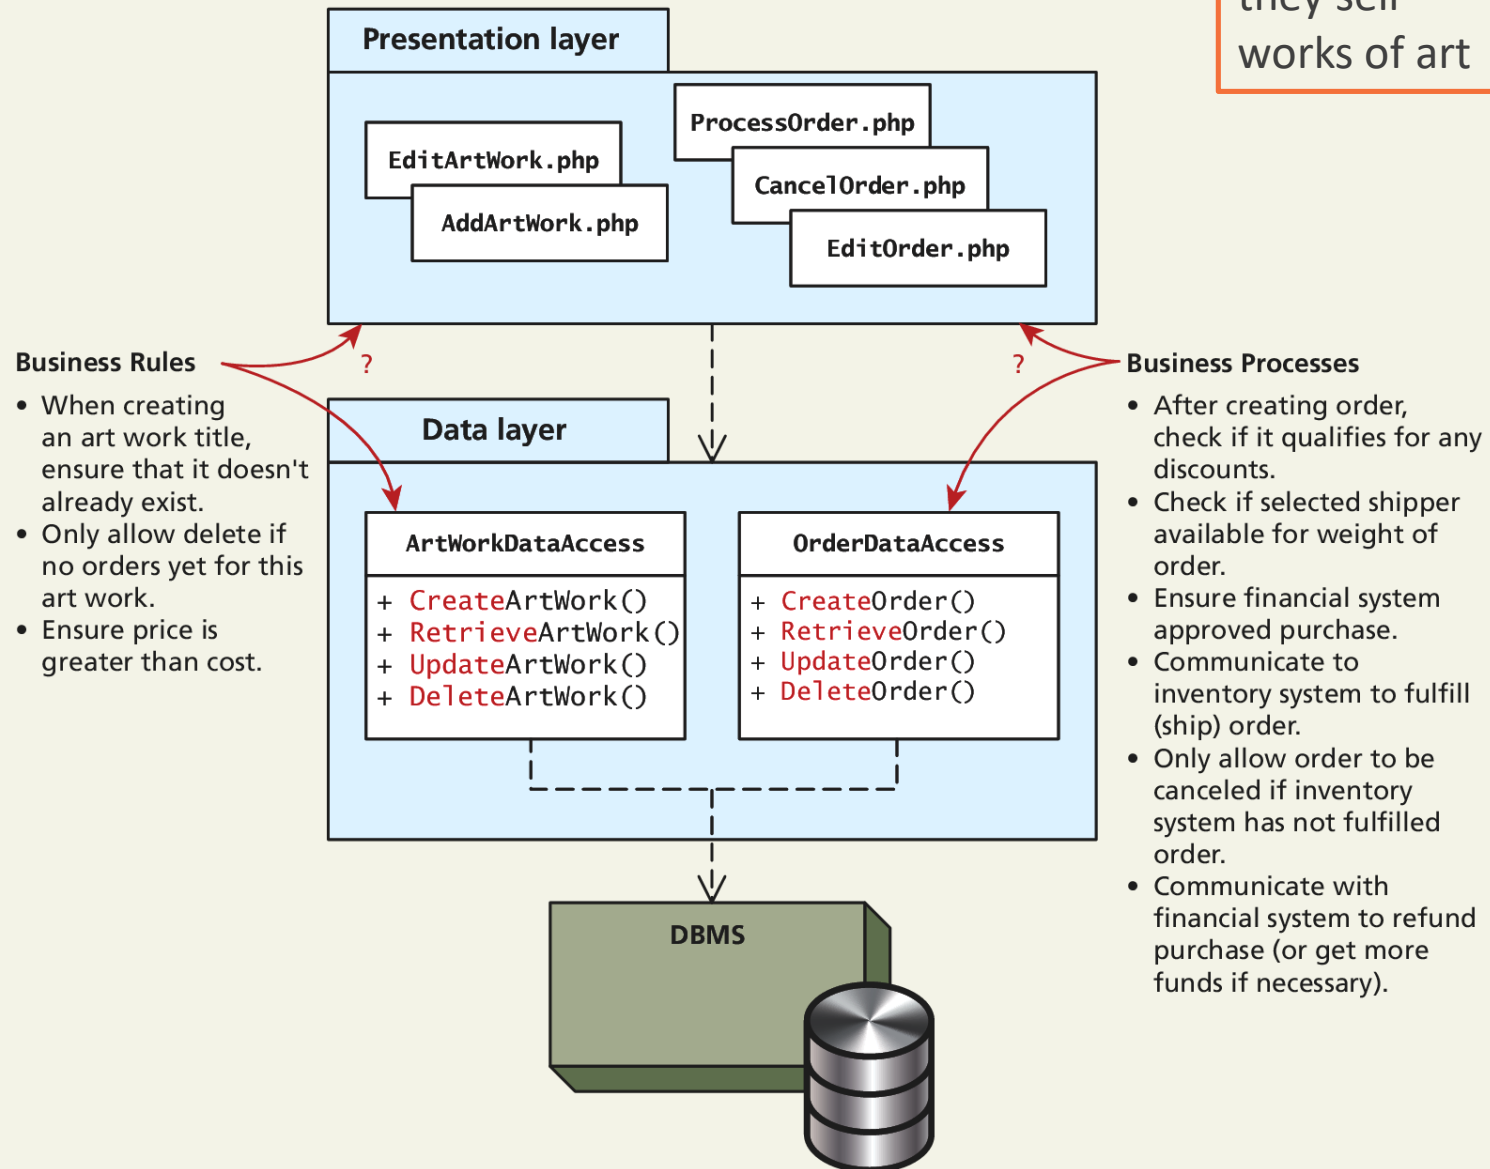 they sell
works of art
Presentation layer
EditArtWork.php
AddArtWork.php
ProcessOrder.php
CancelOrder.php
EditOrder.php
?
?
Business Rules
• When creating
an art work title,
ensure that it doesn't
already exist.
• Only allow delete if
no orders yet for this
art work.
• Ensure price is
greater than cost.
Data layer
ArtWorkDataAccess
+ CreateArtWork()
+ RetrieveArtWork()
+ UpdateArtWork()
+ DeleteArtWork()
OrderDataAccess
+ CreateOrder()
+ RetrieveOrder()
+ UpdateOrder()
+ DeleteOrder()
Business Processes
• After creating order,
check if it qualifies for any
discounts.
• Check if selected shipper
available for weight of
order.
• Ensure financial system
approved purchase.
• Communicate to
inventory system to fulfill
(ship) order.
• Only allow order to be
canceled if inventory
system has not fulfilled
order.
• Communicate with
financial system to refund
purchase (or get more
funds if necessary).
DBMS